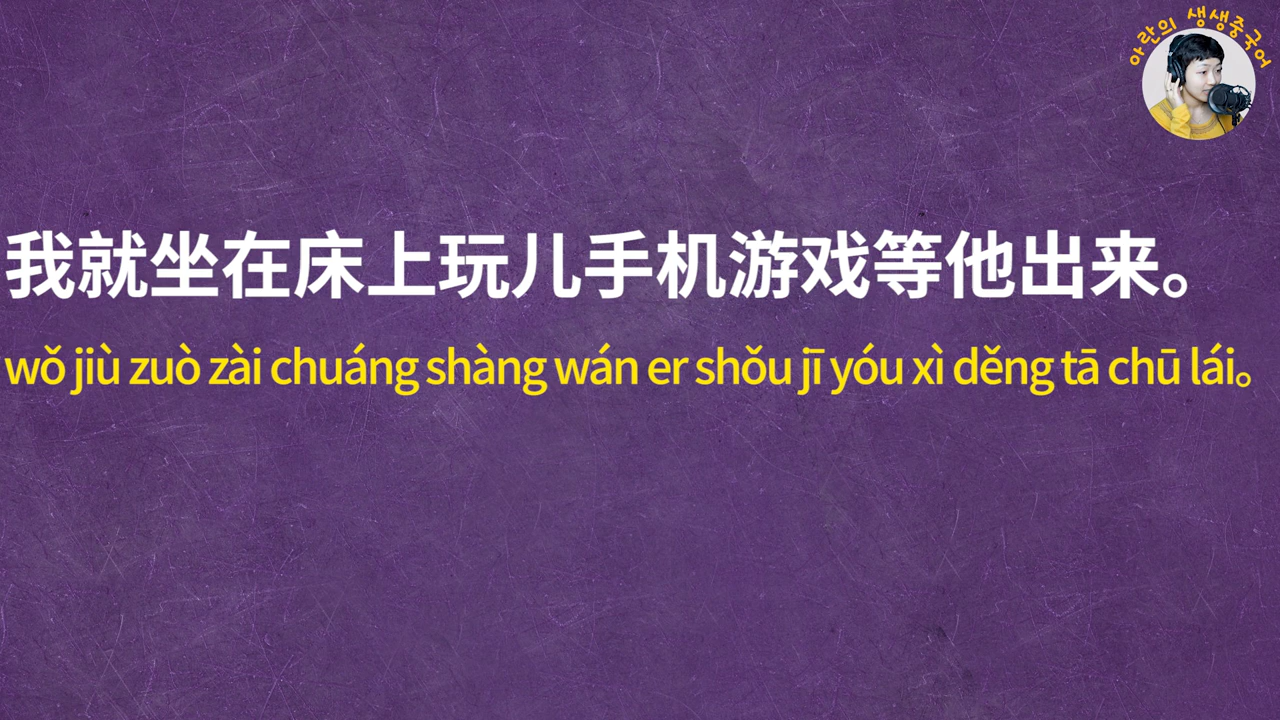 아란의 생생중국어
我就坐在床上玩儿手机游戏等他出来。
wǒ jiù zuò zài chuáng shàng wán er shǒu jī yóu xì děng tā chū lái。